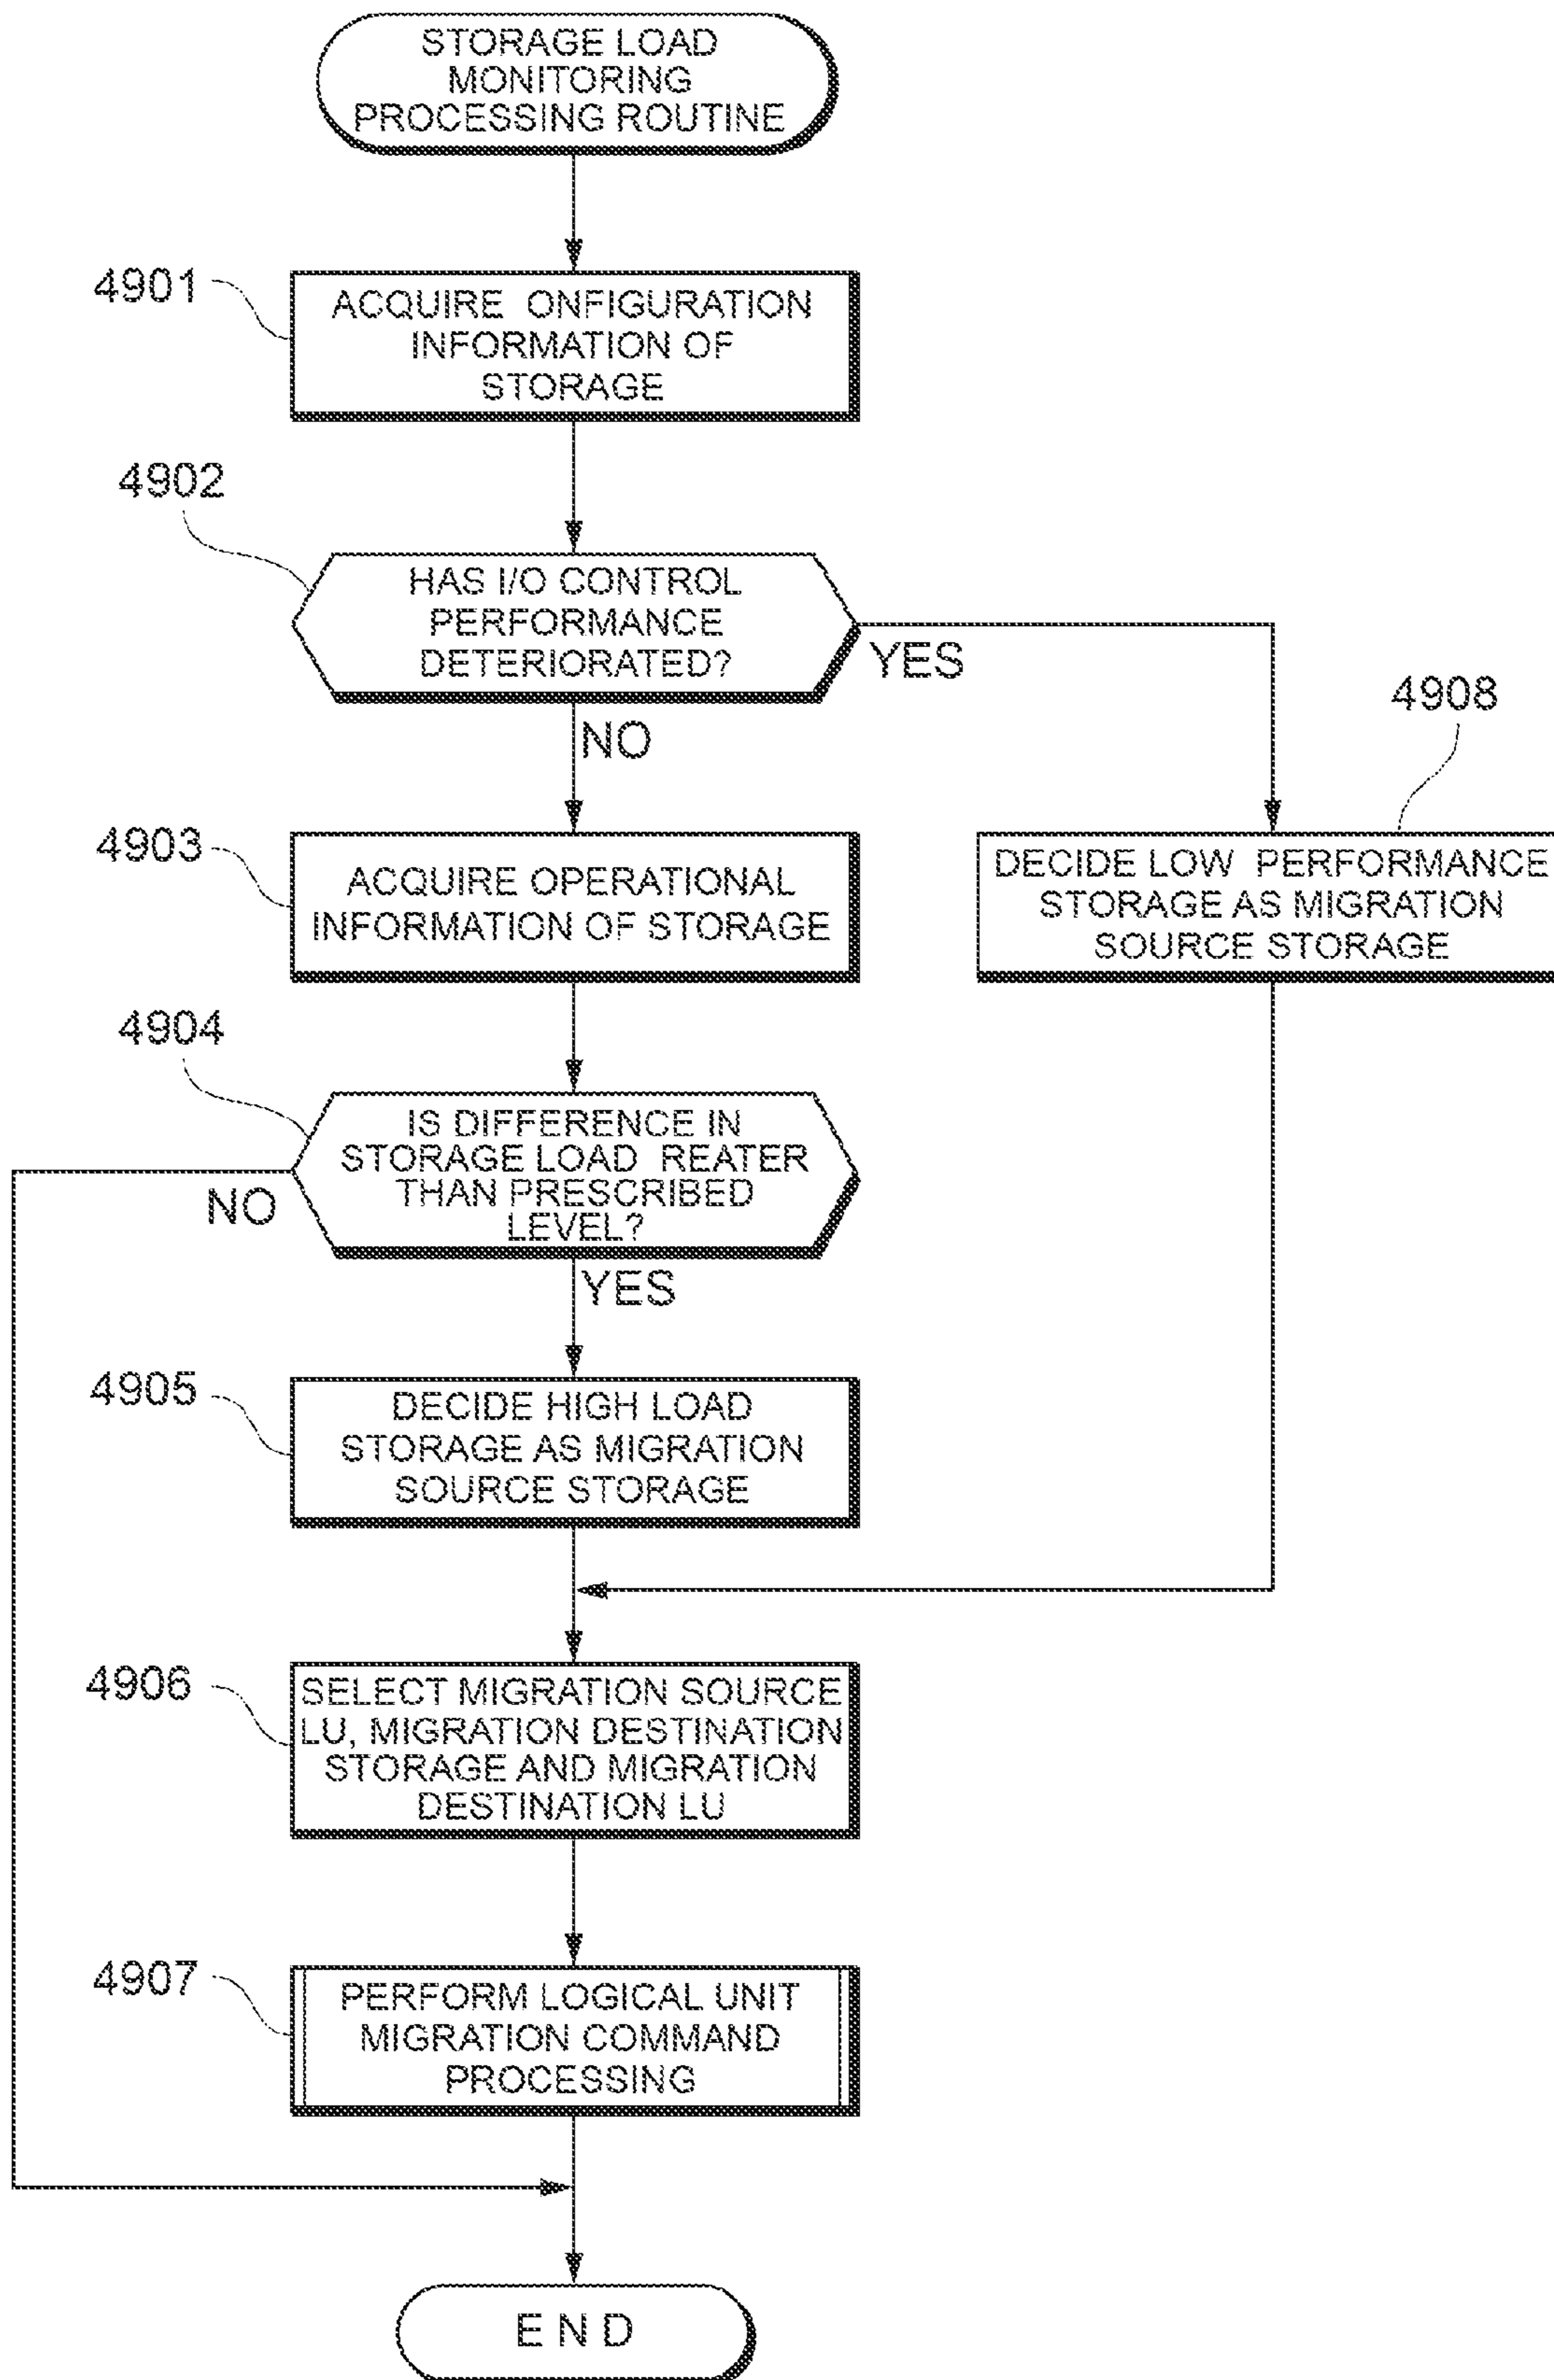 STORAGE LOAD
MONITORING
PROCESSING ROUTINE
4901
ACQUIRE ONFIGURATION
INFORMATION OF
STORAGE
4902
HAS I/O CONTROL
PERFORMANCE
DETERIORATED?
YES
NO
4908
DECIDE LOW PERFORMANCE
STORAGE AS MIGRATION
SOURCE STORAGE
4903
ACQUIRE OPERATIONAL
INFORMATION OF STORAGE
4904
IS DIFFERENCE IN
STORAGE LOAD REATER
THAN PRESCRIBED
LEVEL?
NO
YES
4905
DECIDE HIGH LOAD
STORAGE AS MIGRATION
SOURCE STORAGE
4906
SELECT MIGRATION SOURCE
LU, MIGRATION DESTINATION
STORAGE AND MIGRATION
DESTINATION LU
4907
PERFORM LOGICAL UNIT
MIGRATION COMMAND
PROCESSING
E N D